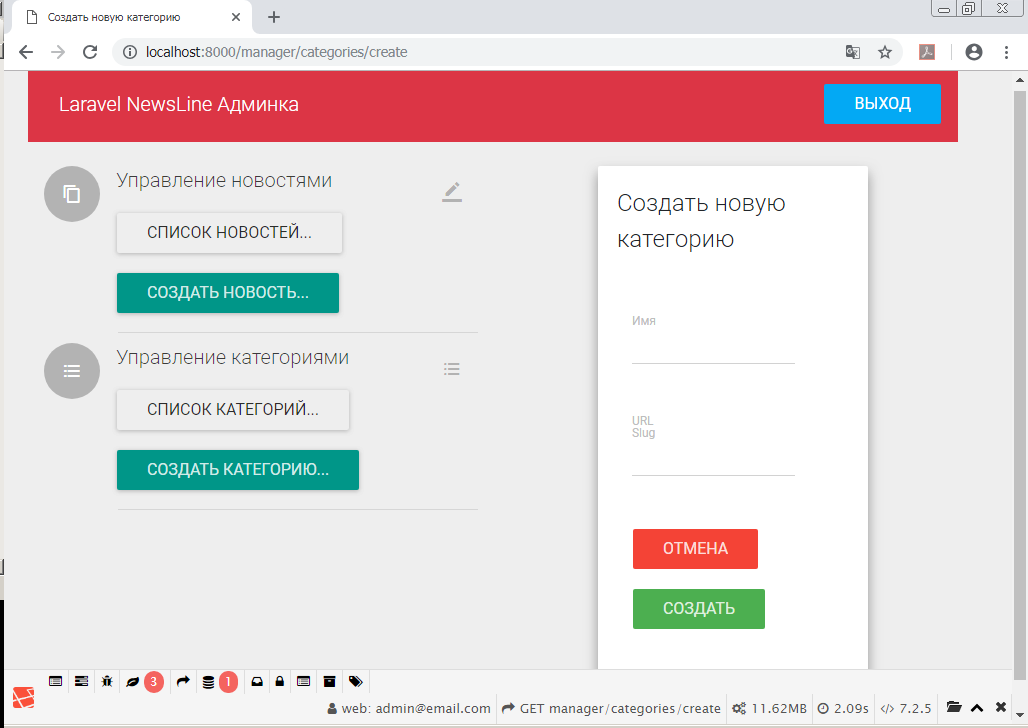 Создать новую категорию
localhost:8000/manager/categories/create
Laravel NewsLine Админка
ВЫХОД
Управление новостями
СПИСОК НОВОСТЕЙ...
СОЗДАТЬ НОВОСТЬ...
Управление категориями
СПИСОК КАТЕГОРИЙ...
СОЗДАТЬ КАТЕГОРИЮ...
Создать новую
категорию
Имя
URL
Slug
ОТМЕНА
СОЗДАТЬ
3
1
web: admin@email.com
GET manager/categories/create
11.62MB
2.09s
7.2.5